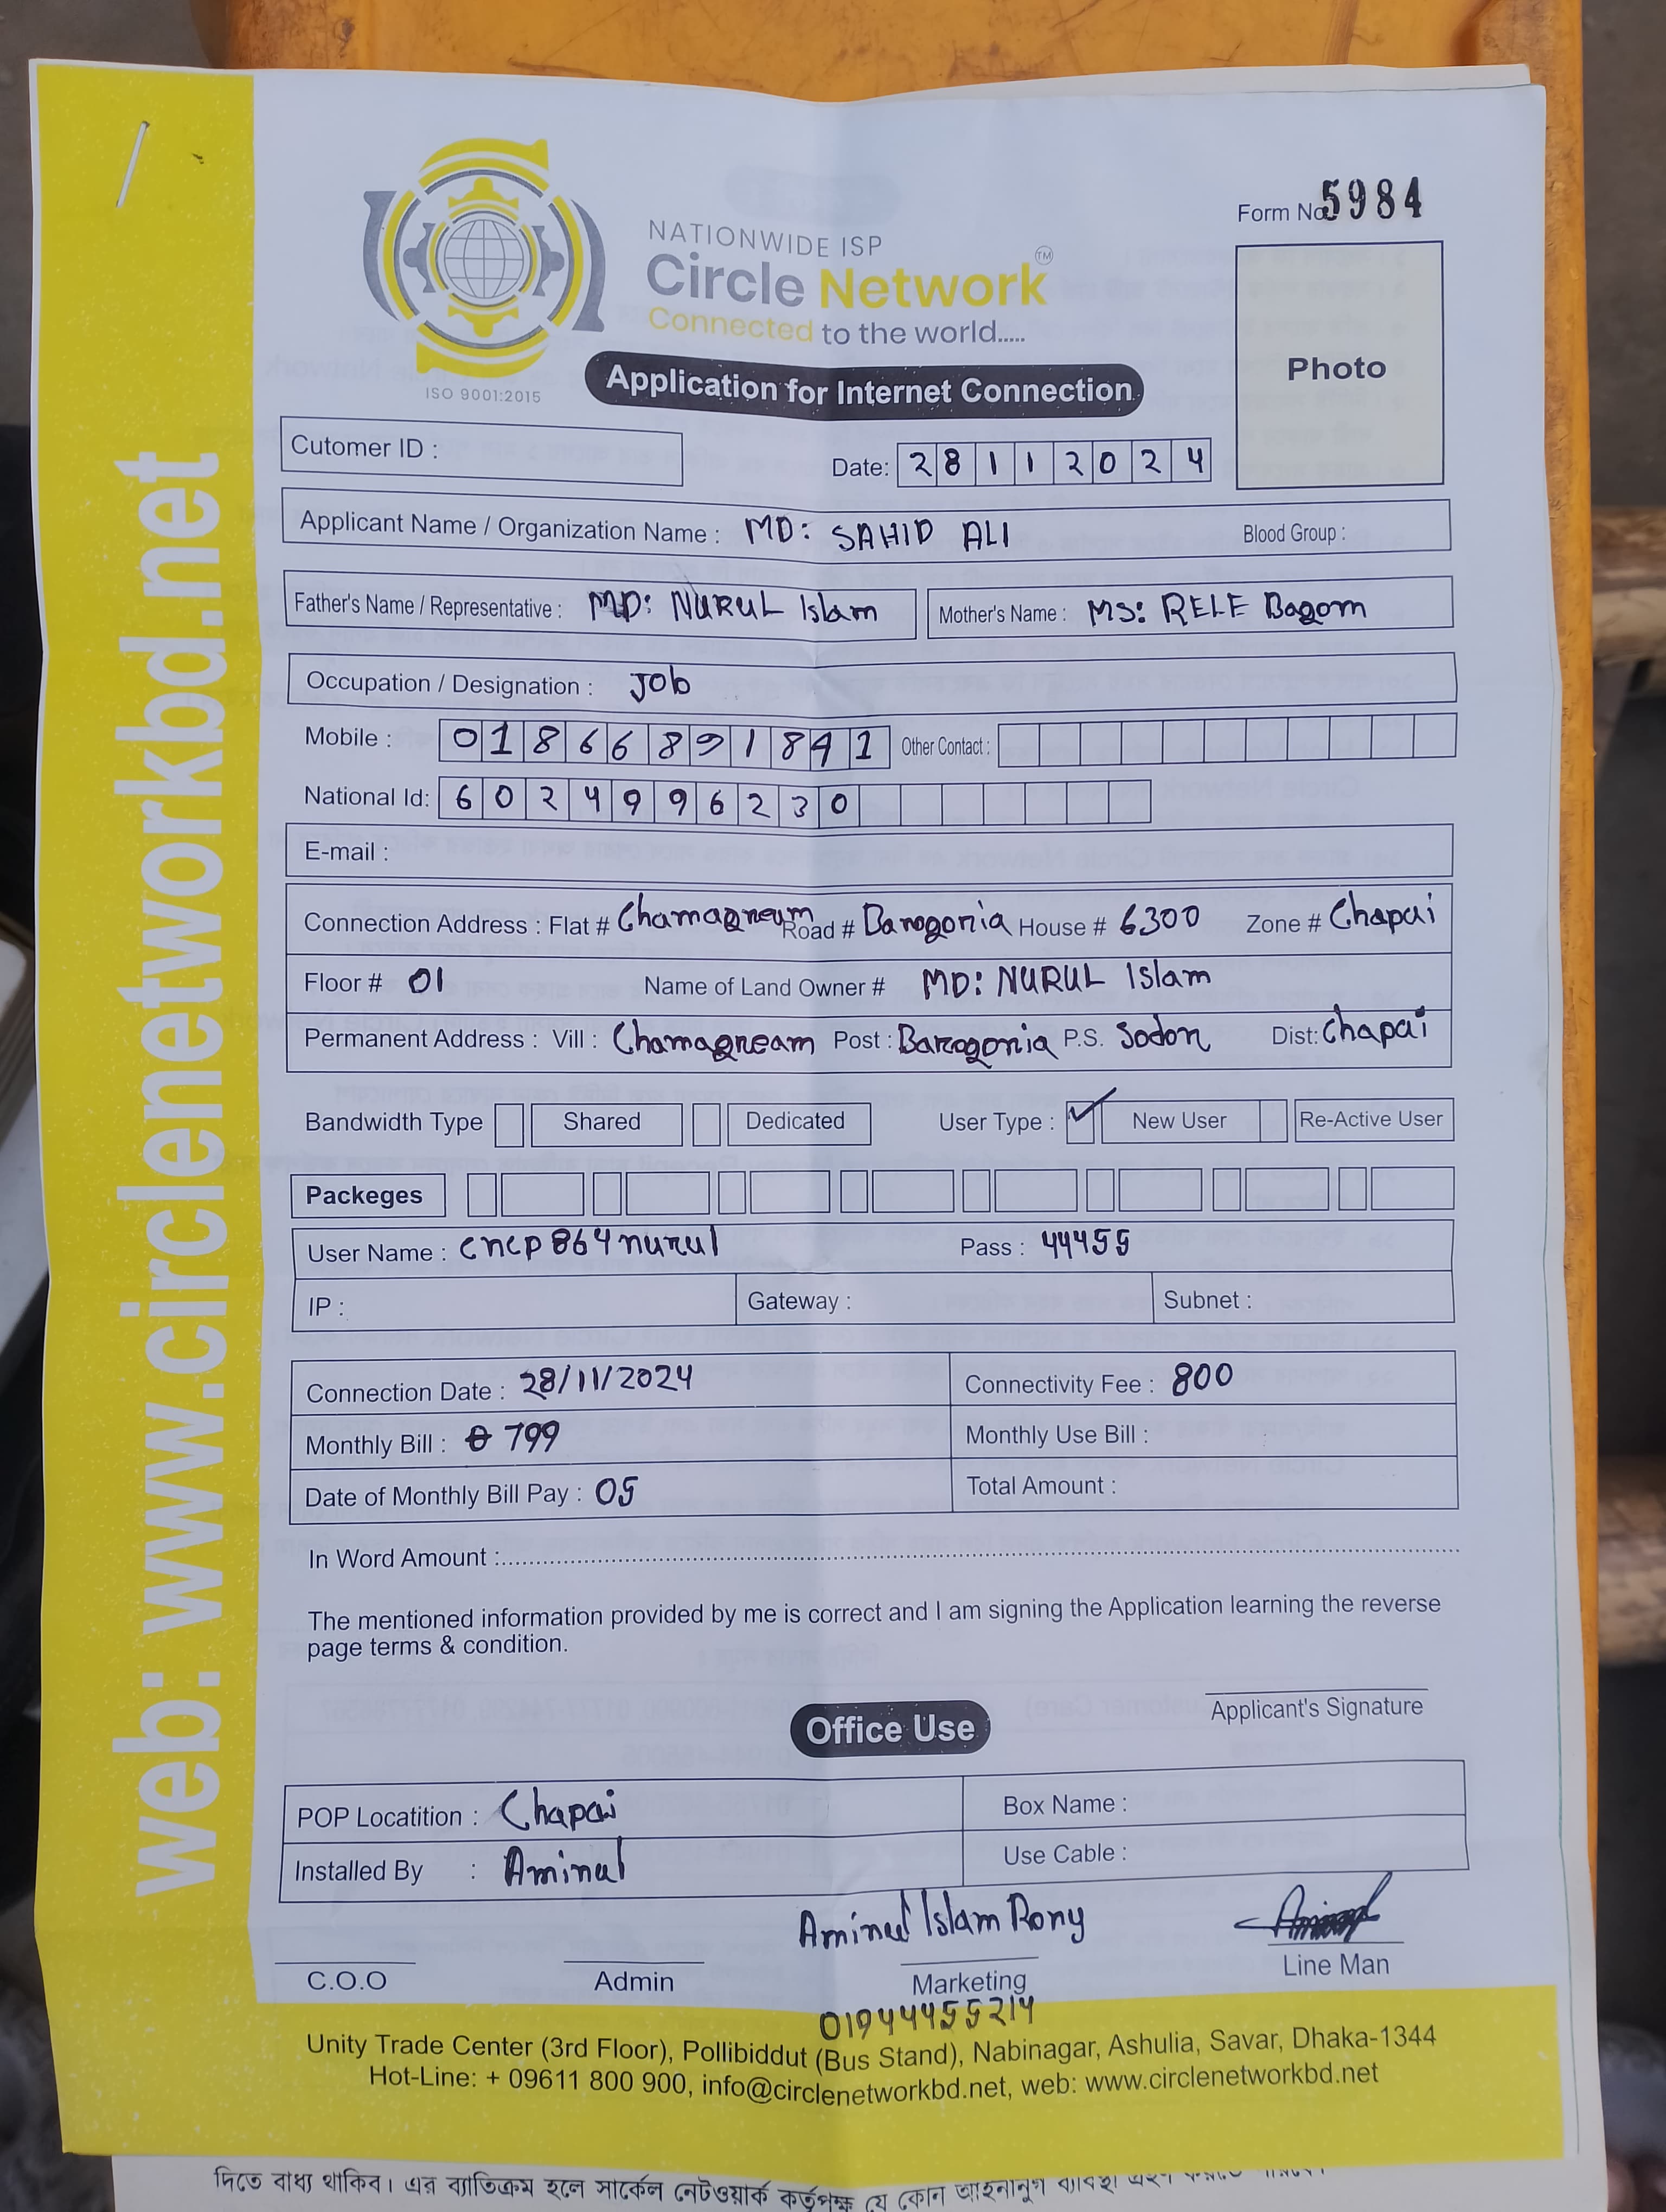 web: www.circlenetworkbd.net
Form No 5984
NATIONWIDE ISP
Circle Network TM
Connected to the world.....
ISO 9001:2015
Application for Internet Connection
Photo
Cutomer ID :
Date: 28112024
Applicant Name / Organization Name : MD: SAHID ALI Blood Group :
Father's Name / Representative : MD: NURUL Islam Mother's Name : MS: RELE Bagom
Occupation / Designation : Job
Mobile : 01866891841 Other Contact :
National Id: 6024996230
E-mail :
Connection Address : Flat # Chamagneum Road # Barogonia House # 6300 Zone # Chapai
Floor # 01 Name of Land Owner # MD: NURUL Islam
Permanent Address : Vill : Chamagneam Post : Barogonia P.S. Sodon Dist: Chapai
Bandwidth Type Shared Dedicated User Type : ✓ New User Re-Active User
Packeges
User Name : cncp864nurul Pass : 44455
IP : Gateway : Subnet :
Connection Date : 28/11/2024 Connectivity Fee : 800
Monthly Bill : 799 Monthly Use Bill :
Date of Monthly Bill Pay : 05 Total Amount :
In Word Amount :
The mentioned information provided by me is correct and I am signing the Application learning the reverse
page terms & condition.
Applicant's Signature
Office Use
POP Locatition : Chapai Box Name :
Installed By : Aminul Use Cable :
Aminul Islam Rony
C.O.O Admin Marketing Line Man
01944455214
Unity Trade Center (3rd Floor), Pollibiddut (Bus Stand), Nabinagar, Ashulia, Savar, Dhaka-1344
Hot-Line: + 09611 800 900, info@circlenetworkbd.net, web: www.circlenetworkbd.net
দিতে বাধ্য থাকিব। এর ব্যাতিক্রম হলে সার্কেল নেটওয়ার্ক কর্তৃপক্ষ যে কোন আইনানুগ ব্যবস্থা